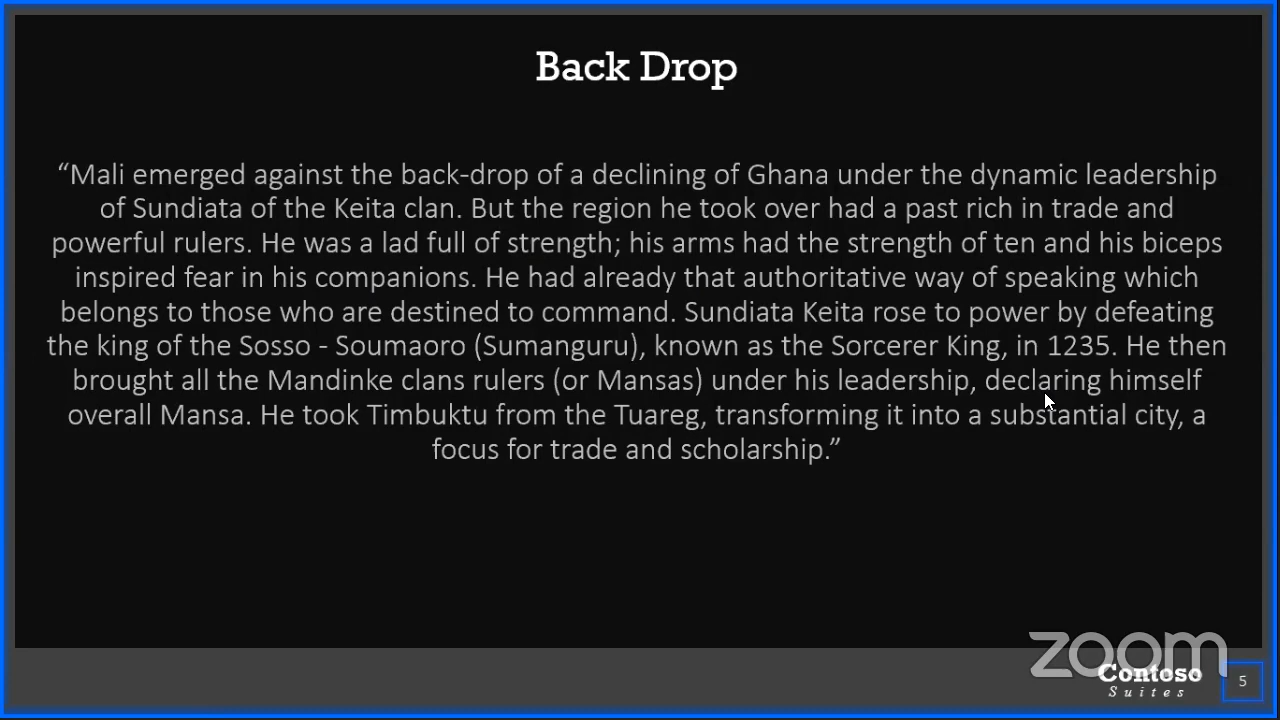 Back Drop
“Mali emerged against the back-drop of a declining of Ghana under the dynamic leadership
of Sundiata of the Keita clan. But the region he took over had a past rich in trade and
powerful rulers. He was a lad full of strength; his arms had the strength of ten and his biceps
inspired fear in his companions. He had already that authoritative way of speaking which
belongs to those who are destined to command. Sundiata Keita rose to power by defeating
the king of the Sosso - Soumaoro (Sumanguru), known as the Sorcerer King, in 1235. He then
brought all the Mandinke clans rulers (or Mansas) under his leadership, declaring himself
overall Mansa. He took Timbuktu from the Tuareg, transforming it into a substantial city, a
focus for trade and scholarship.”
zoom
Contoso
Suites
5